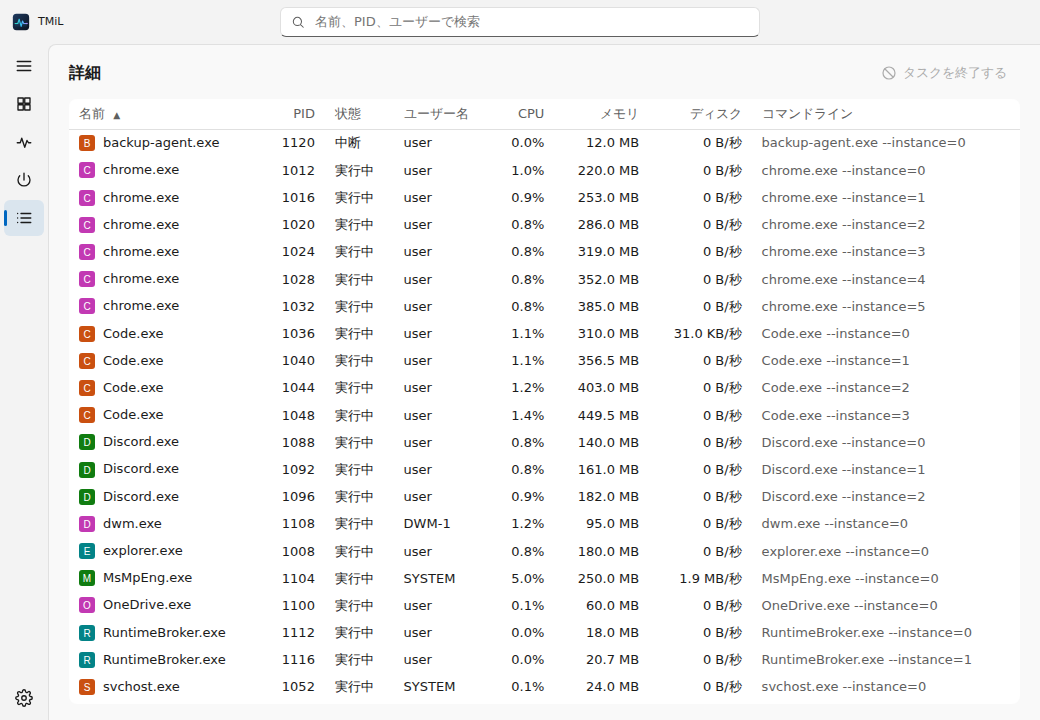 TMiL
名前、PID、ユーザーで検索
詳細
タスクを終了する
名前 ▲ PID 状態 ユーザー名 CPU メモリ ディスク コマンドライン
B backup-agent.exe 1120 中断 user 0.0% 12.0 MB 0 B/秒 backup-agent.exe --instance=0
C chrome.exe 1012 実行中 user 1.0% 220.0 MB 0 B/秒 chrome.exe --instance=0
C chrome.exe 1016 実行中 user 0.9% 253.0 MB 0 B/秒 chrome.exe --instance=1
C chrome.exe 1020 実行中 user 0.8% 286.0 MB 0 B/秒 chrome.exe --instance=2
C chrome.exe 1024 実行中 user 0.8% 319.0 MB 0 B/秒 chrome.exe --instance=3
C chrome.exe 1028 実行中 user 0.8% 352.0 MB 0 B/秒 chrome.exe --instance=4
C chrome.exe 1032 実行中 user 0.8% 385.0 MB 0 B/秒 chrome.exe --instance=5
C Code.exe 1036 実行中 user 1.1% 310.0 MB 31.0 KB/秒 Code.exe --instance=0
C Code.exe 1040 実行中 user 1.1% 356.5 MB 0 B/秒 Code.exe --instance=1
C Code.exe 1044 実行中 user 1.2% 403.0 MB 0 B/秒 Code.exe --instance=2
C Code.exe 1048 実行中 user 1.4% 449.5 MB 0 B/秒 Code.exe --instance=3
D Discord.exe 1088 実行中 user 0.8% 140.0 MB 0 B/秒 Discord.exe --instance=0
D Discord.exe 1092 実行中 user 0.8% 161.0 MB 0 B/秒 Discord.exe --instance=1
D Discord.exe 1096 実行中 user 0.9% 182.0 MB 0 B/秒 Discord.exe --instance=2
D dwm.exe 1108 実行中 DWM-1 1.2% 95.0 MB 0 B/秒 dwm.exe --instance=0
E explorer.exe 1008 実行中 user 0.8% 180.0 MB 0 B/秒 explorer.exe --instance=0
M MsMpEng.exe 1104 実行中 SYSTEM 5.0% 250.0 MB 1.9 MB/秒 MsMpEng.exe --instance=0
O OneDrive.exe 1100 実行中 user 0.1% 60.0 MB 0 B/秒 OneDrive.exe --instance=0
R RuntimeBroker.exe 1112 実行中 user 0.0% 18.0 MB 0 B/秒 RuntimeBroker.exe --instance=0
R RuntimeBroker.exe 1116 実行中 user 0.0% 20.7 MB 0 B/秒 RuntimeBroker.exe --instance=1
S svchost.exe 1052 実行中 SYSTEM 0.1% 24.0 MB 0 B/秒 svchost.exe --instance=0